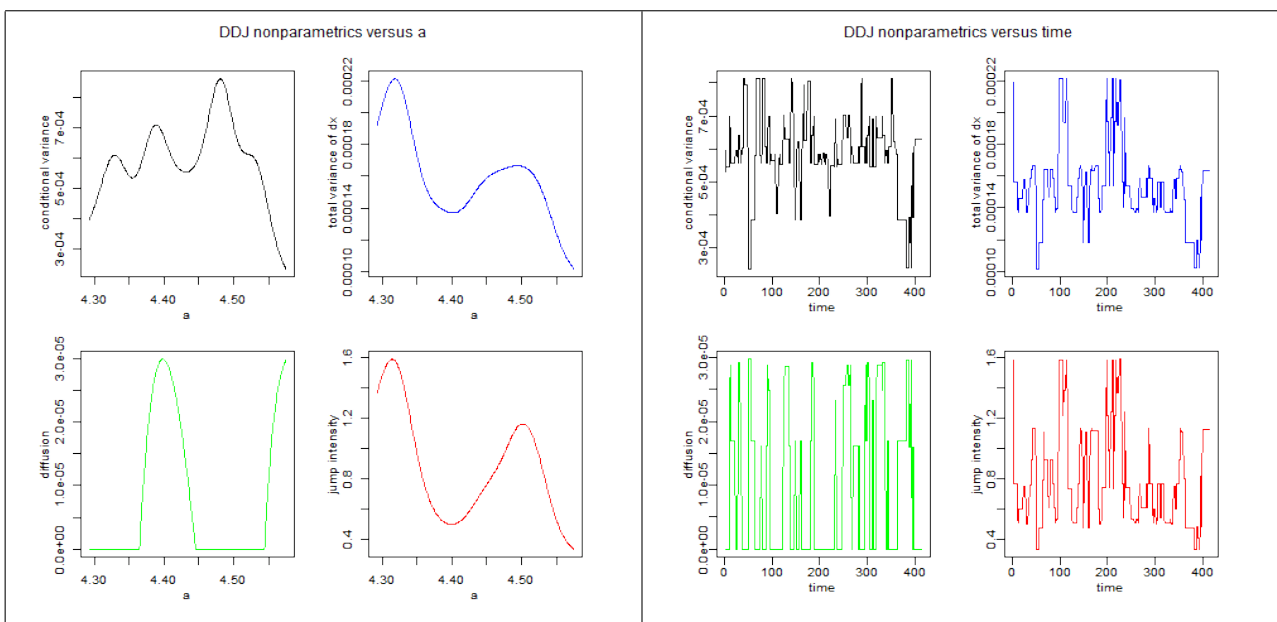 DDJ nonparametrics versus a
conditional variance
3e-04 5e-04 7e-04
4.30 4.40 4.50
a
total variance of dx
0.00010 0.00014 0.00018 0.00022
4.30 4.40 4.50
a
diffusion
0.0e+00 1.0e-05 2.0e-05 3.0e-05
4.30 4.40 4.50
a
jump intensity
0.4 0.8 1.2 1.6
4.30 4.40 4.50
a
DDJ nonparametrics versus time
conditional variance
3e-04 5e-04 7e-04
0 100 200 300 400
time
total variance of dx
0.00010 0.00014 0.00018 0.00022
0 100 200 300 400
time
diffusion
0.0e+00 1.0e-05 2.0e-05 3.0e-05
0 100 200 300 400
time
jump intensity
0.4 0.8 1.2 1.6
0 100 200 300 400
time